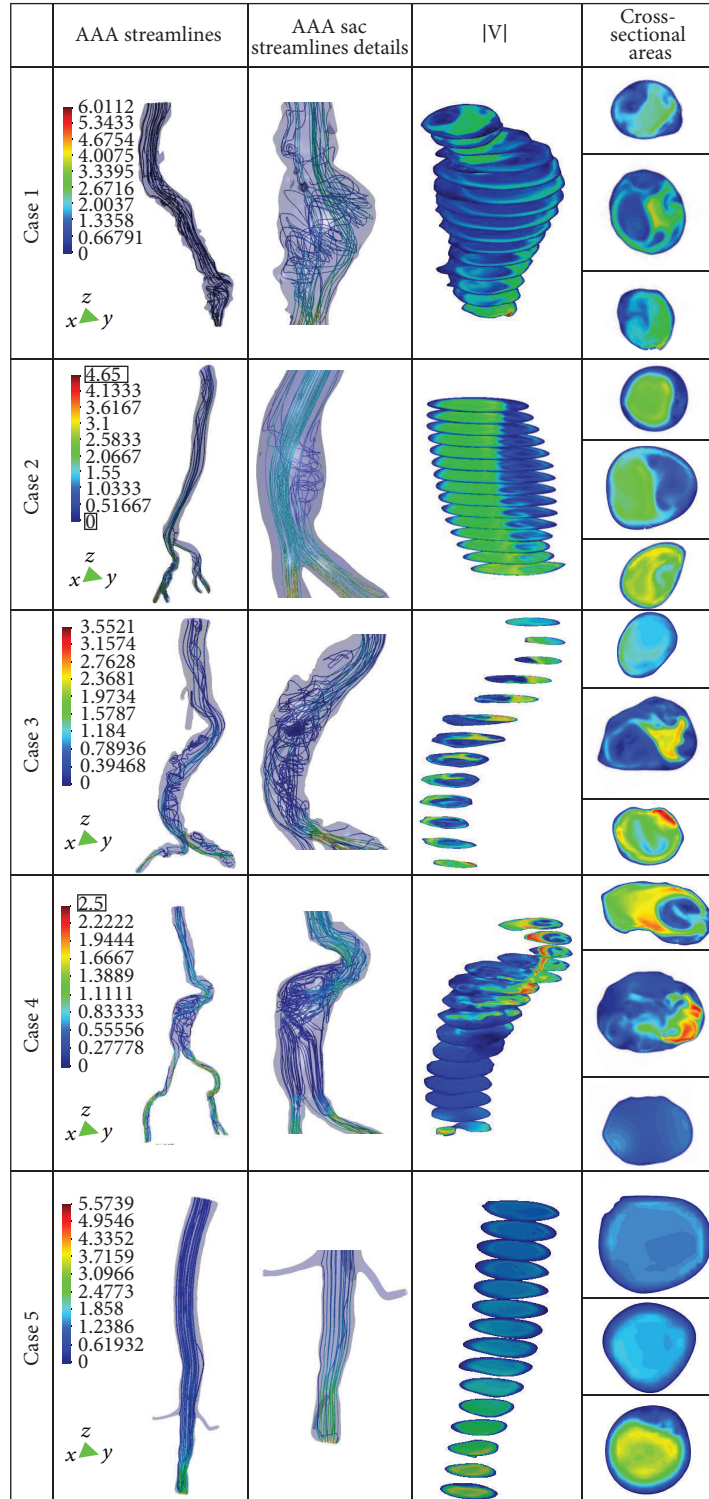 AAA streamlines
AAA sac
streamlines details
|V|
Cross-
sectional
areas
Case 1
6.0112
5.3433
4.6754
4.0075
3.3395
2.6716
2.0037
1.3358
0.66791
0
z
x
y
Case 2
4.65
4.1333
3.6167
3.1
2.5833
2.0667
1.55
1.0333
0.51667
0
z
x
y
Case 3
3.5521
3.1574
2.7628
2.3681
1.9734
1.5787
1.184
0.78936
0.39468
0
z
x
y
Case 4
2.5
2.2222
1.9444
1.6667
1.3889
1.1111
0.83333
0.55556
0.27778
0
z
x
y
Case 5
5.5739
4.9546
4.3352
3.7159
3.0966
2.4773
1.858
1.2386
0.61932
0
z
x
y